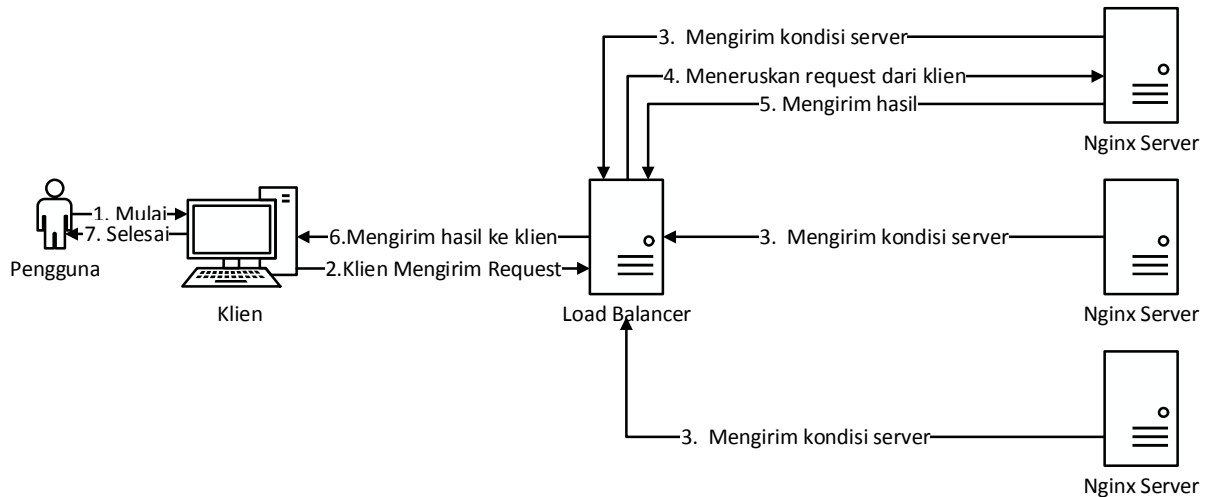 3.  Mengirim kondisi server
4. Meneruskan request dari klien
5. Mengirim hasil
Nginx Server
1. Mulai
7. Selesai
Pengguna
6.Mengirim hasil ke klien
2.Klien Mengirim Request
Klien
3.  Mengirim kondisi server
Load Balancer
Nginx Server
3.  Mengirim kondisi server
Nginx Server